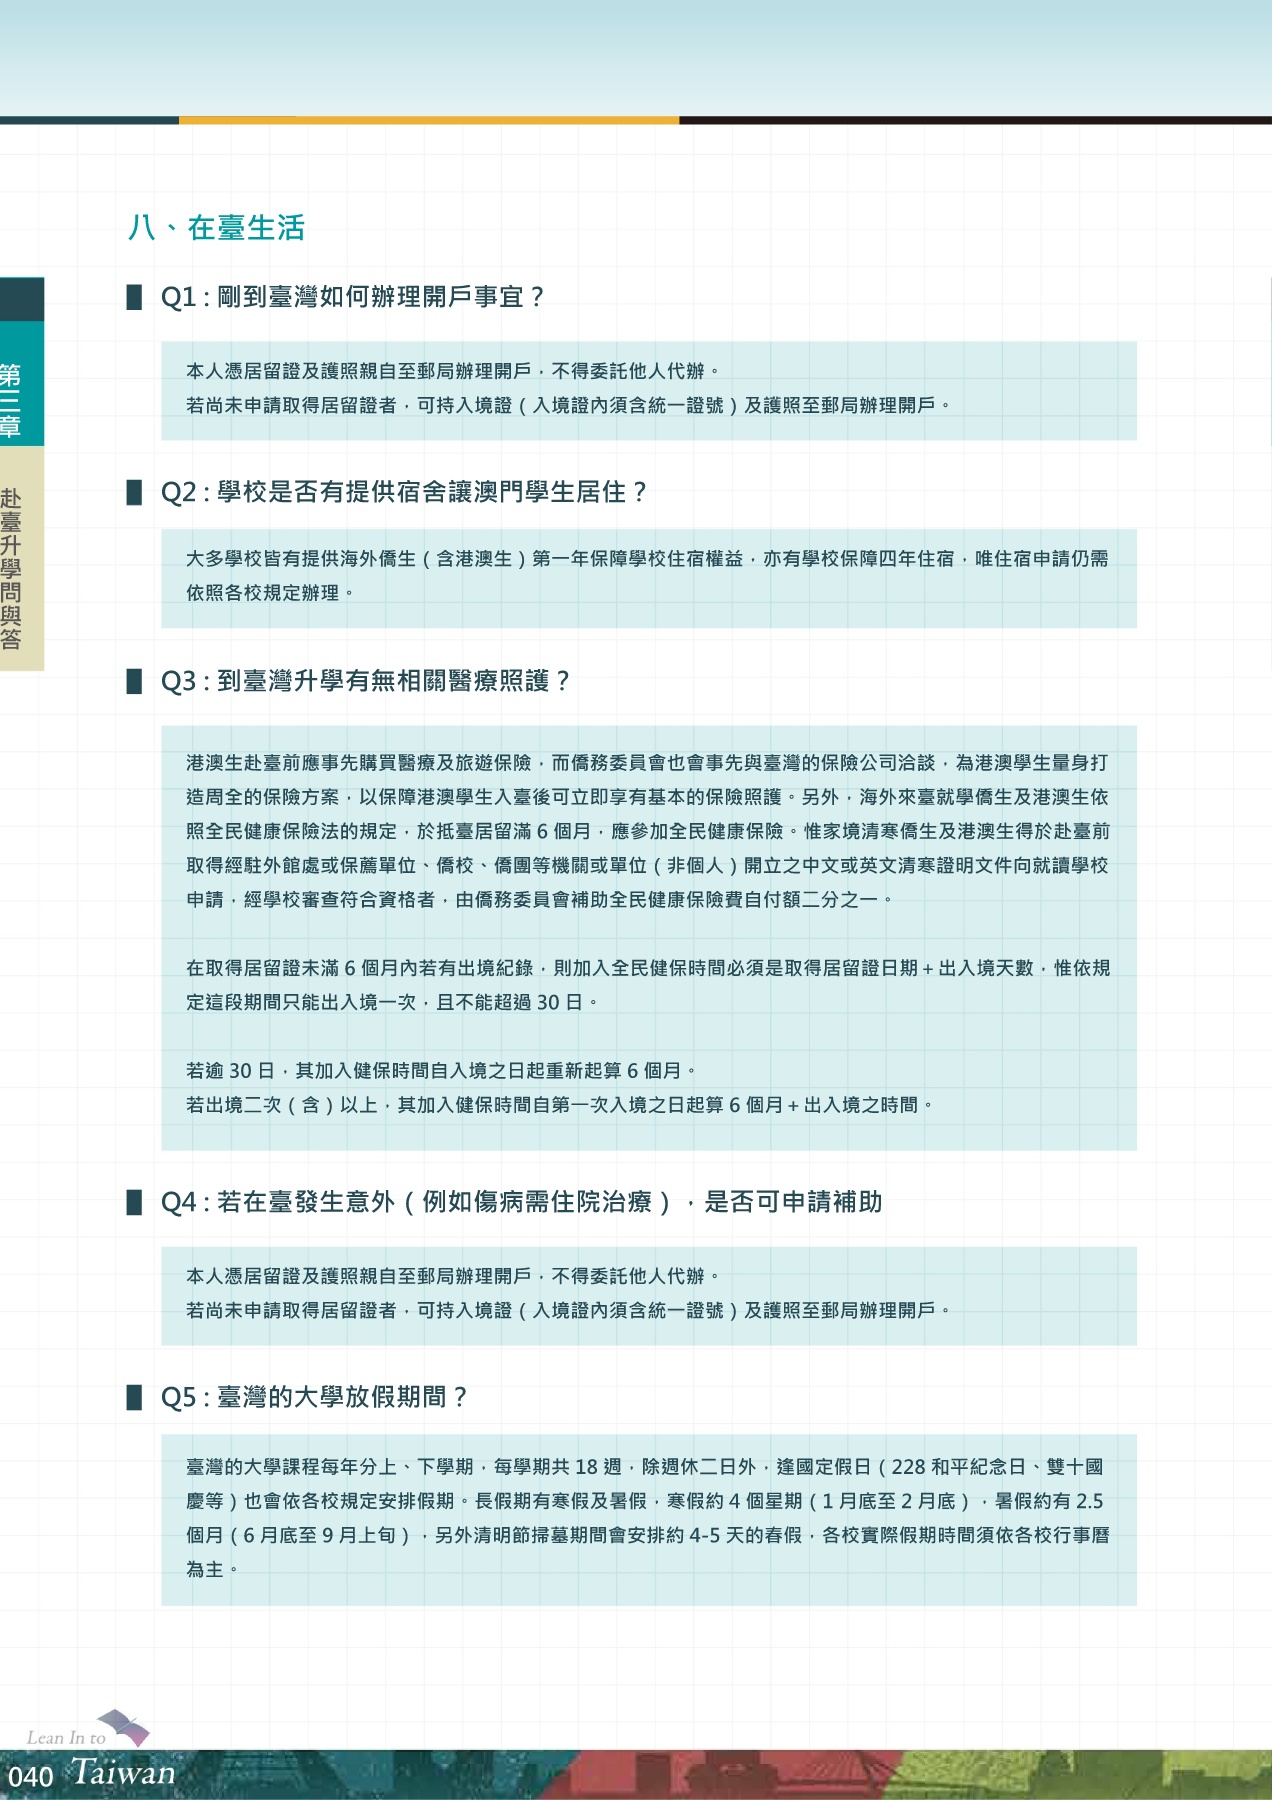 八、在臺生活
Q1 : 剛到臺灣如何辦理開戶事宜？
本人憑居留證及護照親自至郵局辦理開戶，不得委託他人代辦。
若尚未申請取得居留證者，可持入境證（入境證內須含統一證號）及護照至郵局辦理開戶。
第三章
赴臺升學問與答
Q2 : 學校是否有提供宿舍讓澳門學生居住？
大多學校皆有提供海外僑生（含港澳生）第一年保障學校住宿權益，亦有學校保障四年住宿，唯住宿申請仍需
依照各校規定辦理。
Q3 : 到臺灣升學有無相關醫療照護？
港澳生赴臺前應事先購買醫療及旅遊保險，而僑務委員會也會事先與臺灣的保險公司洽談，為港澳學生量身打
造周全的保險方案，以保障港澳學生入臺後可立即享有基本的保險照護。另外，海外來臺就學僑生及港澳生依
照全民健康保險法的規定，於抵臺居留滿 6 個月，應參加全民健康保險。惟家境清寒僑生及港澳生得於赴臺前
取得經駐外館處或保薦單位、僑校、僑團等機關或單位（非個人）開立之中文或英文清寒證明文件向就讀學校
申請，經學校審查符合資格者，由僑務委員會補助全民健康保險費自付額二分之一。
在取得居留證未滿 6 個月內若有出境紀錄，則加入全民健保時間必須是取得居留證日期 + 出入境天數，惟依規
定這段期間只能出入境一次，且不能超過 30 日。
若逾 30 日，其加入健保時間自入境之日起重新起算 6 個月。
若出境二次（含）以上，其加入健保時間自第一次入境之日起算 6 個月 + 出入境之時間。
Q4 : 若在臺發生意外（例如傷病需住院治療），是否可申請補助
本人憑居留證及護照親自至郵局辦理開戶，不得委託他人代辦。
若尚未申請取得居留證者，可持入境證（入境證內須含統一證號）及護照至郵局辦理開戶。
Q5 : 臺灣的大學放假期間？
臺灣的大學課程每年分上、下學期，每學期共 18 週，除週休二日外，逢國定假日（228 和平紀念日、雙十國
慶等）也會依各校規定安排假期。長假期有寒假及暑假，寒假約 4 個星期（1 月底至 2 月底），暑假約有 2.5
個月（6 月底至 9 月上旬），另外清明節掃墓期間會安排約 4-5 天的春假，各校實際假期時間須依各校行事曆
為主。
Lean In to
040 Taiwan